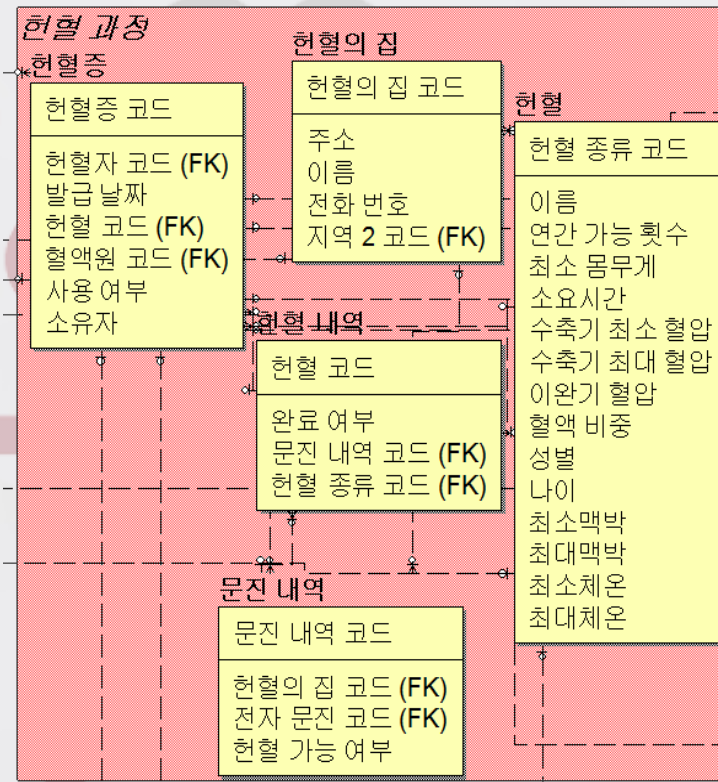 헌혈 과정
헌혈증
헌혈증 코드
헌혈자 코드 (FK)
발급 날짜
헌혈 코드 (FK)
혈액원 코드 (FK)
사용 여부
소유자
헌혈의 집
헌혈의 집 코드
주소
이름
전화 번호
지역 2 코드 (FK)
헌혈
헌혈 종류 코드
이름
연간 가능 횟수
최소 몸무게
소요시간
수축기 최소 혈압
수축기 최대 혈압
이완기 혈압
혈액 비중
성별
나이
최소맥박
최대맥박
최소체온
최대체온
헌혈 내역
헌혈 코드
완료 여부
문진 내역 코드 (FK)
헌혈 종류 코드 (FK)
문진 내역
문진 내역 코드
헌혈의 집 코드 (FK)
전자 문진 코드 (FK)
헌혈 가능 여부